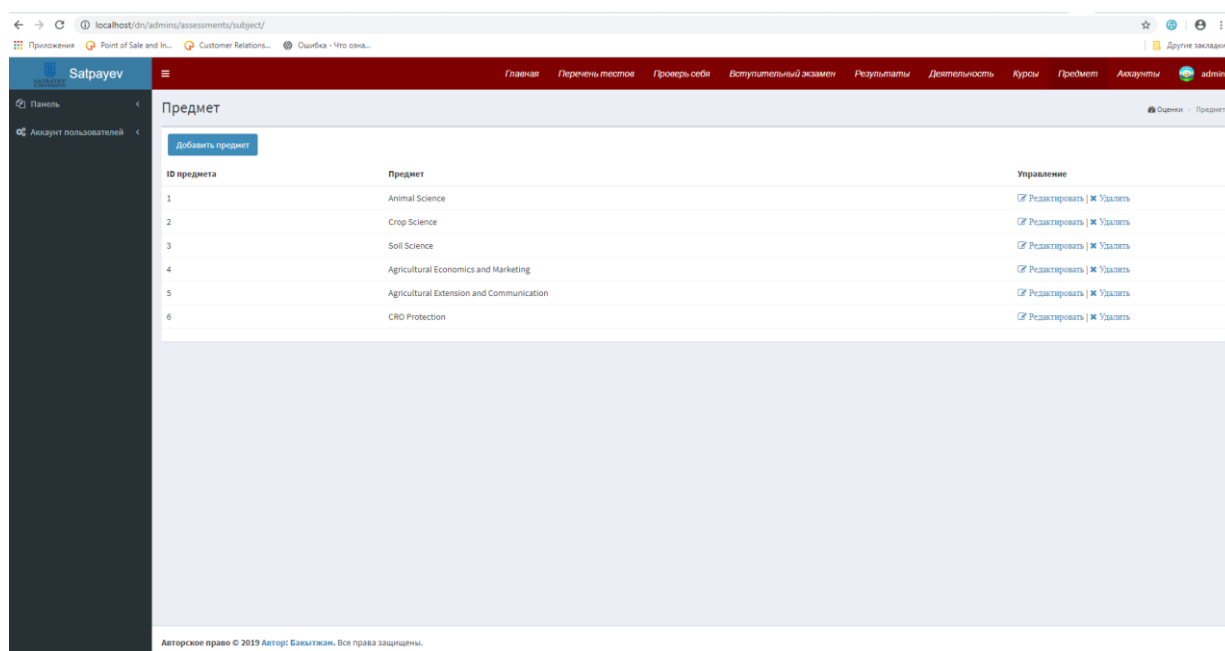 localhost/dn/admins/assessments/subject/
Приложения Point of Sale and In... Customer Relations... Ошибка - Что озна... Другие закладки
SATBAYEV UNIVERSITY Satpayev Главная Перечень тестов Проверь себя Вступительный экзамен Результаты Деятельность Курсы Предмет Аккаунты admin
Панель
Аккаунт пользователей
Предмет
Оценки > Предмет
Добавить предмет
ID предмета Предмет Управление
1 Animal Science Редактировать | Удалить
2 Crop Science Редактировать | Удалить
3 Soil Science Редактировать | Удалить
4 Agricultural Economics and Marketing Редактировать | Удалить
5 Agricultural Extension and Communication Редактировать | Удалить
6 CRO Protection Редактировать | Удалить
Авторское право © 2019 Автор: Бакытжан. Все права защищены.